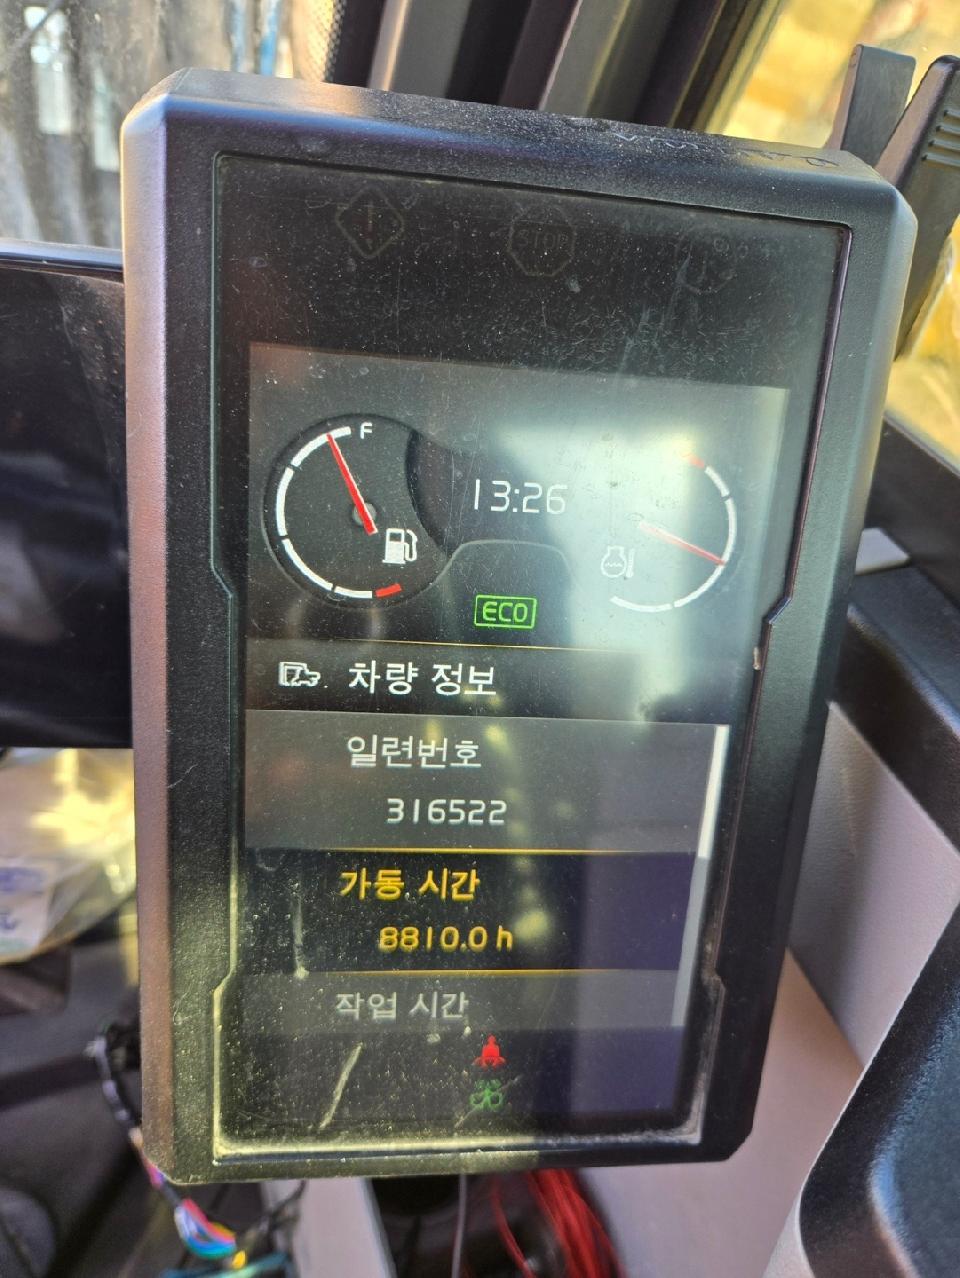 STOP
F
13:26
ECO
차량 정보
일련번호
316522
가동 시간
8810.0 h
작업 시간